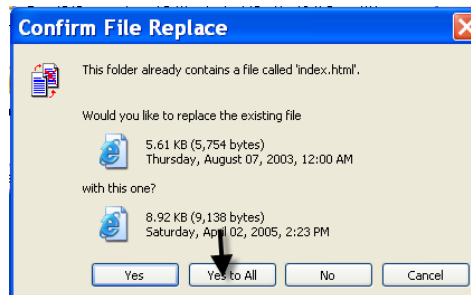 Confirm File Replace
This folder already contains a file called 'index.html'.
Would you like to replace the existing file
5.61 KB (5,754 bytes)
Thursday, August 07, 2003, 12:00 AM
with this one?
8.92 KB (9,138 bytes)
Saturday, April 02, 2005, 2:23 PM
Yes
Yes to All
No
Cancel